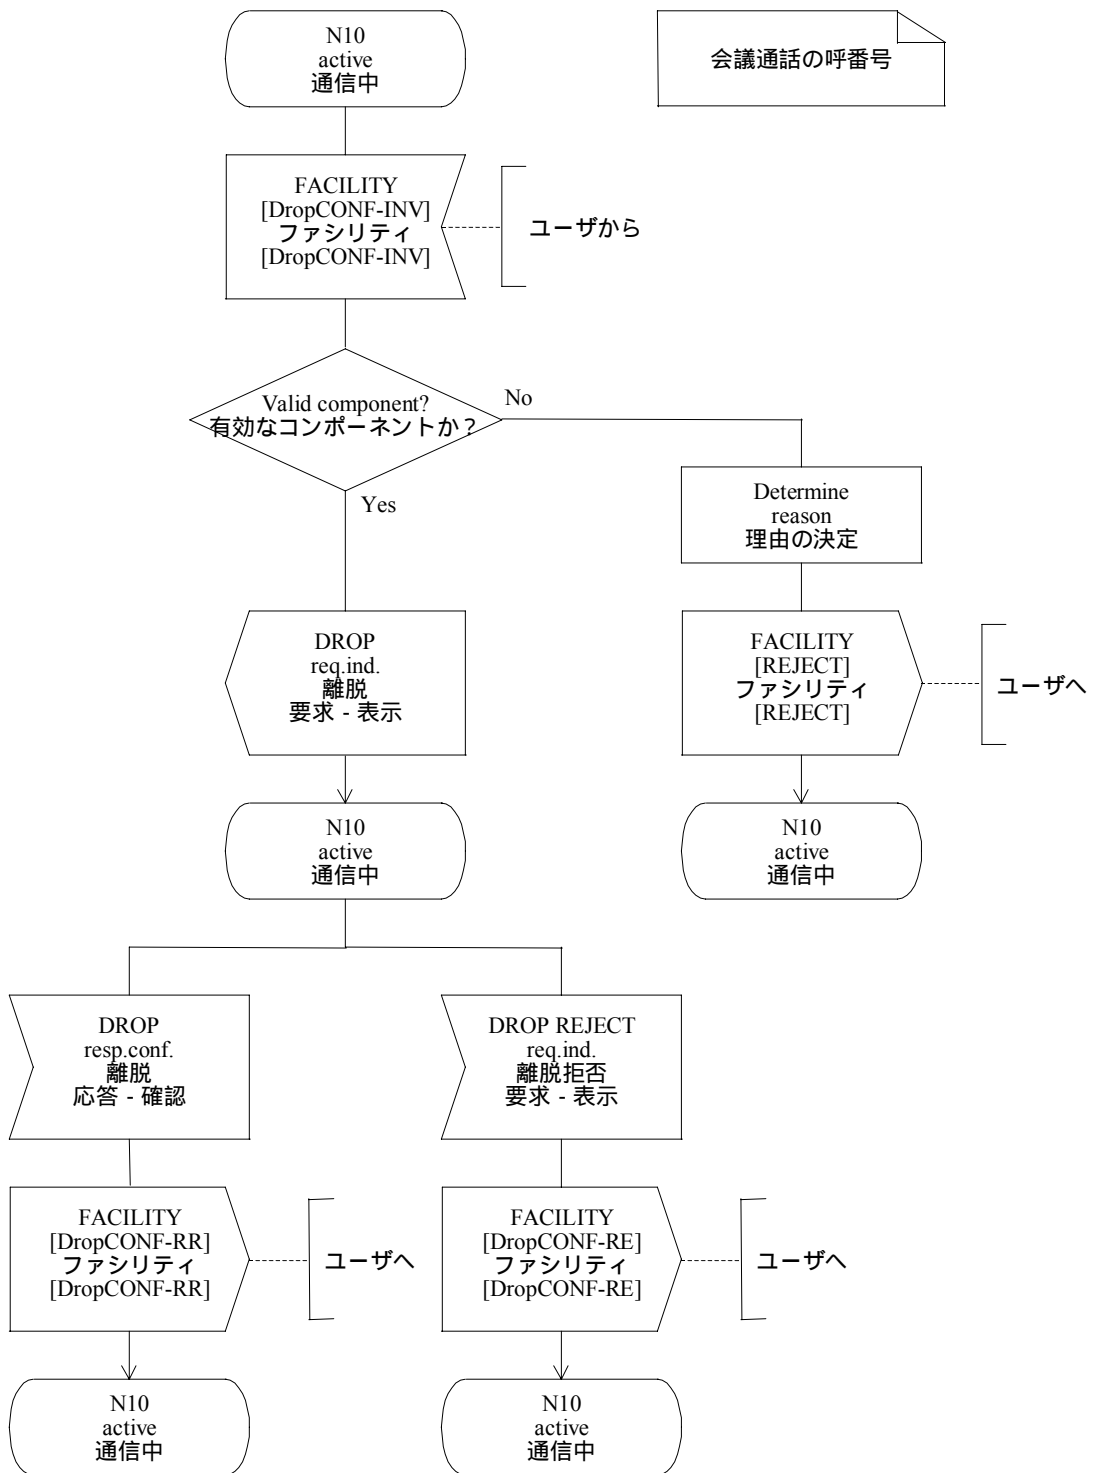 N10
active
通信中
会議通話の呼番号
FACILITY
[DropCONF-INV]
ファシリティ
[DropCONF-INV]
ユーザから
Valid component?
有効なコンポーネントか？
No
Yes
Determine
reason
理由の決定
DROP
req.ind.
離脱
要求 - 表示
FACILITY
[REJECT]
ファシリティ
[REJECT]
ユーザへ
N10
active
通信中
N10
active
通信中
DROP
resp.conf.
離脱
応答 - 確認
DROP REJECT
req.ind.
離脱拒否
要求 - 表示
FACILITY
[DropCONF-RR]
ファシリティ
[DropCONF-RR]
ユーザへ
FACILITY
[DropCONF-RE]
ファシリティ
[DropCONF-RE]
ユーザへ
N10
active
通信中
N10
active
通信中